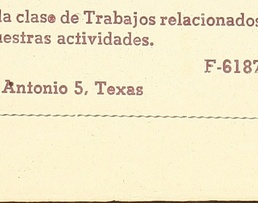 la clase de Trabajos relacionados
uestras actividades.
F-6187
Antonio 5, Texas